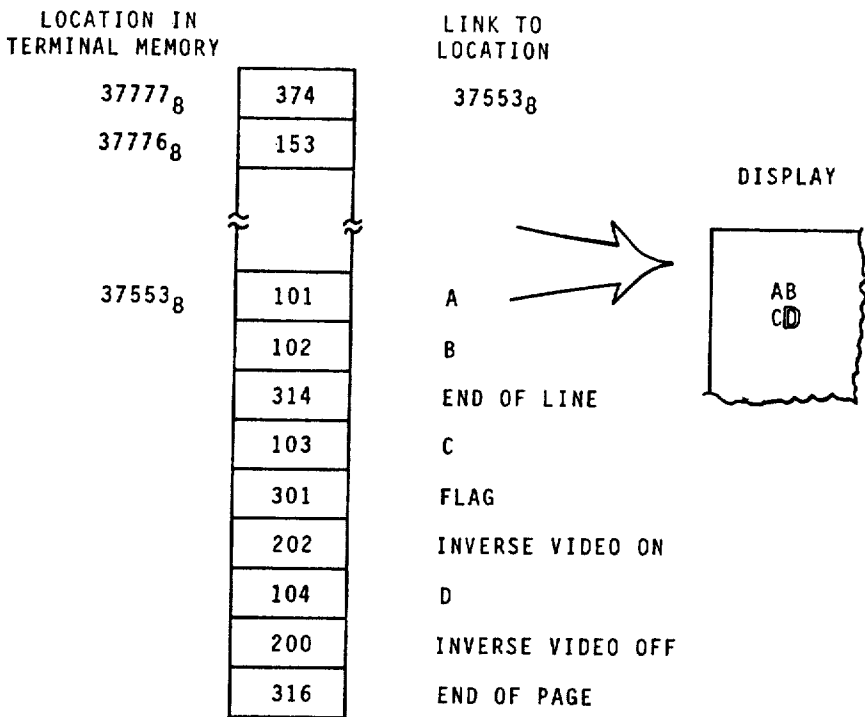 LOCATION IN
TERMINAL MEMORY
LINK TO
LOCATION
37777₈ 374 37553₈
37776₈ 153
DISPLAY
37553₈ 101 A
AB
CD
102 B
314 END OF LINE
103 C
301 FLAG
202 INVERSE VIDEO ON
104 D
200 INVERSE VIDEO OFF
316 END OF PAGE